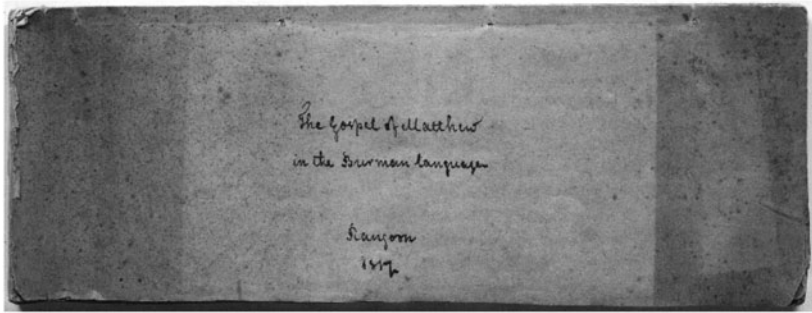 The Gospel of Matthew
in the Burman language
Rangoon
1817